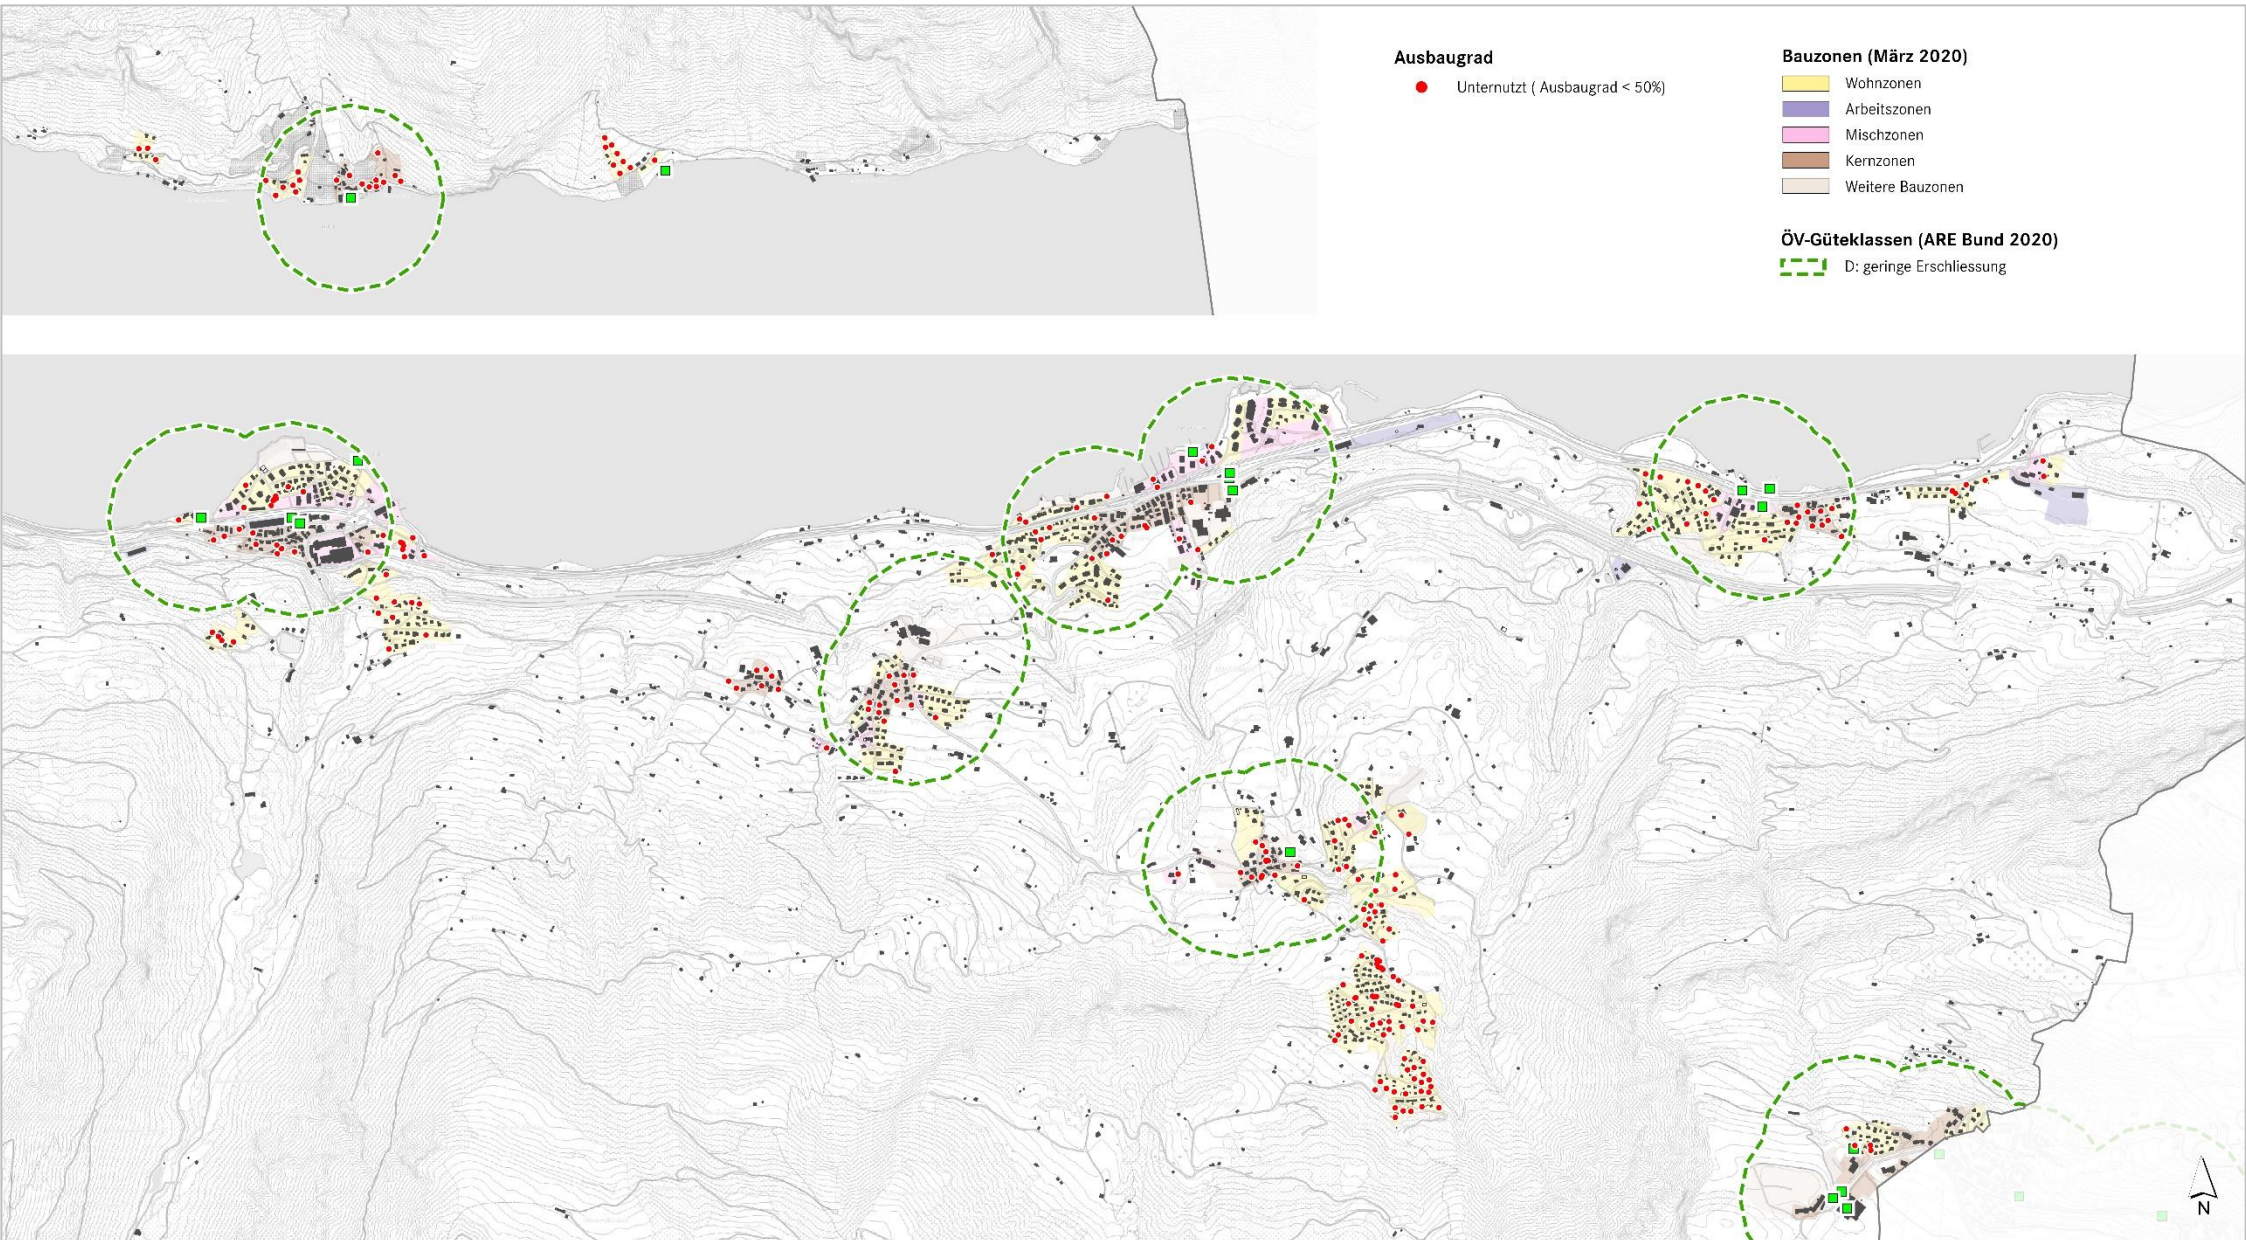 Ausbaugrad
Unternutzt ( Ausbaugrad < 50%)
Bauzonen (März 2020)
Wohnzonen
Arbeitszonen
Mischzonen
Kernzonen
Weitere Bauzonen
ÖV-Güteklassen (ARE Bund 2020)
D: geringe Erschliessung
N